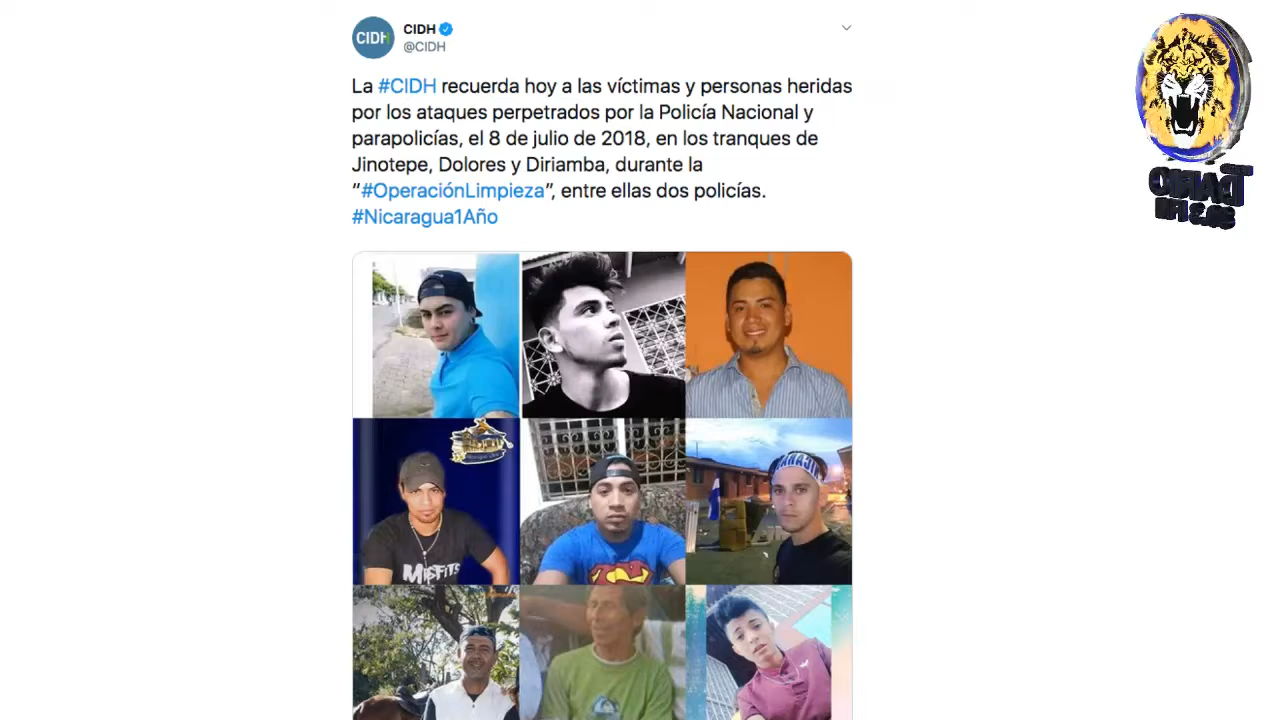 CIDH
CIDH
@CIDH
La #CIDH recuerda hoy a las víctimas y personas heridas
por los ataques perpetrados por la Policía Nacional y
parapolicías, el 8 de julio de 2018, en los tranques de
Jinotepe, Dolores y Diriamba, durante la
“#OperaciónLimpieza”, entre ellas dos policías.
#Nicaragua1Año
MISFITS